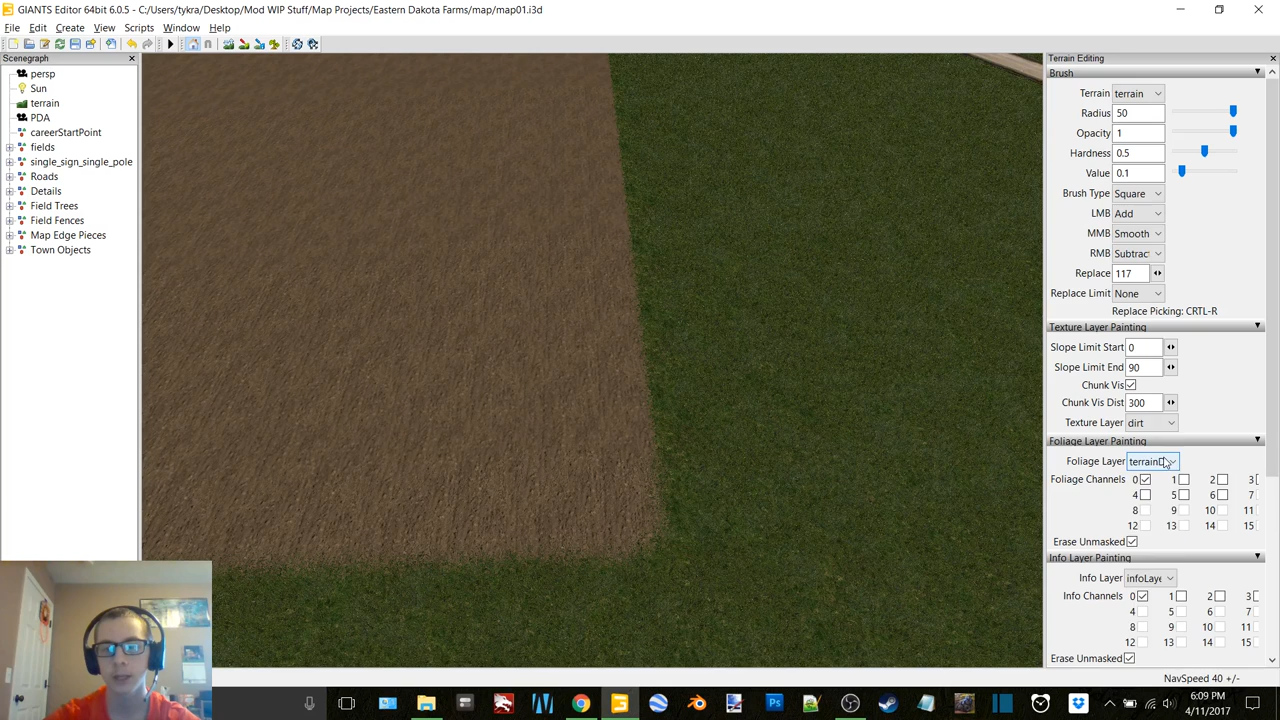 GIANTS Editor 64bit 6.0.5 - C:/Users/tykra/Desktop/Mod WIP Stuff/Map Projects/Eastern Dakota Farms/map/map01.i3d
File Edit Create View Scripts Window Help
Scenegraph
persp
Sun
terrain
PDA
careerStartPoint
fields
single_sign_single_pole
Roads
Details
Field Trees
Field Fences
Map Edge Pieces
Town Objects
Terrain Editing
Brush
Terrain terrain
Radius 50
Opacity 1
Hardness 0.5
Value 0.1
Brush Type Square
LMB Add
MMB Smooth
RMB Subtrac
Replace 117
Replace Limit None
Replace Picking: CRTL-R
Texture Layer Painting
Slope Limit Start 0
Slope Limit End 90
Chunk Vis
Chunk Vis Dist 300
Texture Layer dirt
Foliage Layer Painting
Foliage Layer terrainD
Foliage Channels 0 1 2 3
4 5 6 7
8 9 10 11
12 13 14 15
Erase Unmasked
Info Layer Painting
Info Layer infoLaye
Info Channels 0 1 2 3
4 5 6 7
8 9 10 11
12 13 14 15
Erase Unmasked
NavSpeed 40 +/-
6:09 PM
4/11/2017